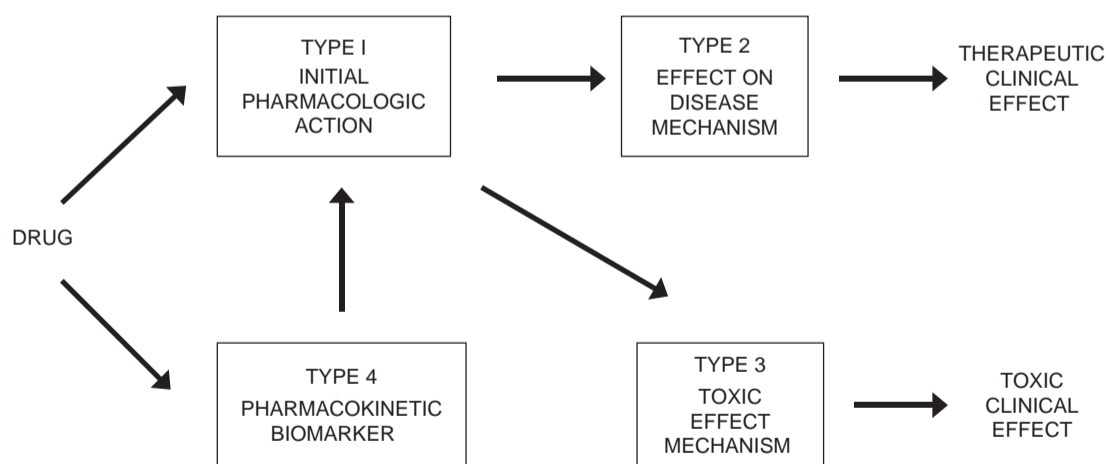 TYPE I
INITIAL
PHARMACOLOGIC
ACTION
TYPE 2
EFFECT ON
DISEASE
MECHANISM
THERAPEUTIC
CLINICAL
EFFECT
DRUG
TYPE 4
PHARMACOKINETIC
BIOMARKER
TYPE 3
TOXIC
EFFECT
MECHANISM
TOXIC
CLINICAL
EFFECT